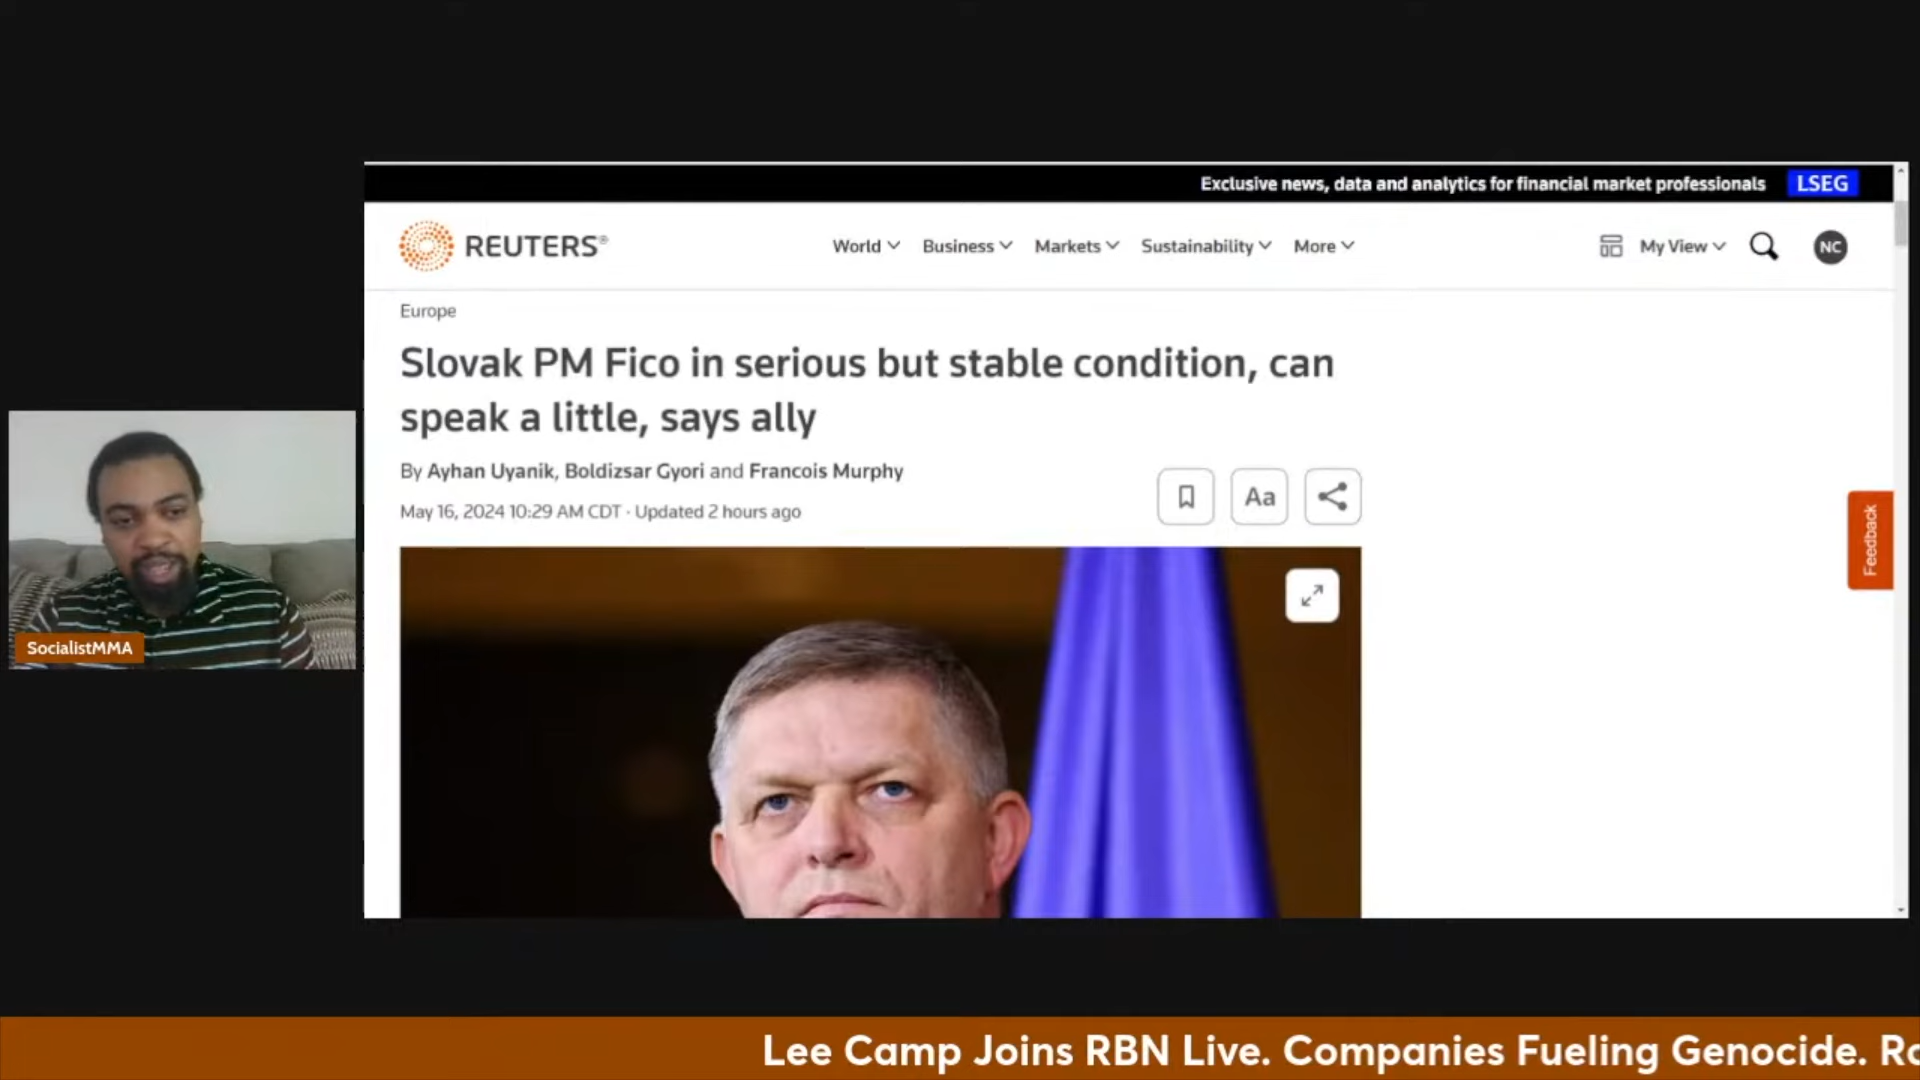 Exclusive news, data and analytics for financial market professionals LSEG
REUTERS®
World Business Markets Sustainability More My View NC
Europe
Slovak PM Fico in serious but stable condition, can
speak a little, says ally
By Ayhan Uyanik, Boldizsar Gyori and Francois Murphy
May 16, 2024 10:29 AM CDT · Updated 2 hours ago
Aa
Feedback
SocialistMMA
Lee Camp Joins RBN Live. Companies Fueling Genocide.